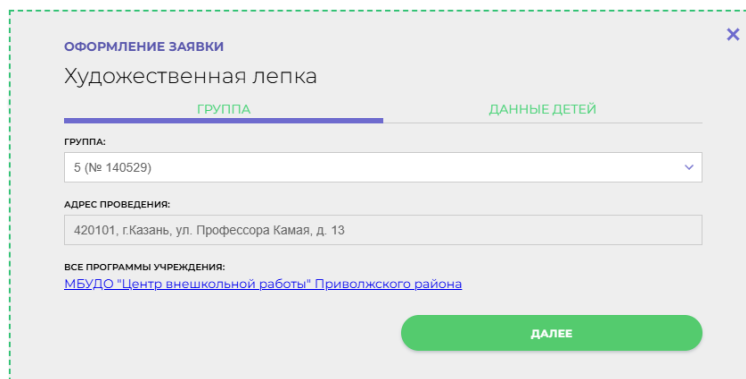 ОФОРМЛЕНИЕ ЗАЯВКИ
Художественная лепка
ГРУППА
ДАННЫЕ ДЕТЕЙ
ГРУППА:
5 (№ 140529)
АДРЕС ПРОВЕДЕНИЯ:
420101, г.Казань, ул. Профессора Камая, д. 13
ВСЕ ПРОГРАММЫ УЧРЕЖДЕНИЯ:
МБУДО "Центр внешкольной работы" Приволжского района
ДАЛЕЕ